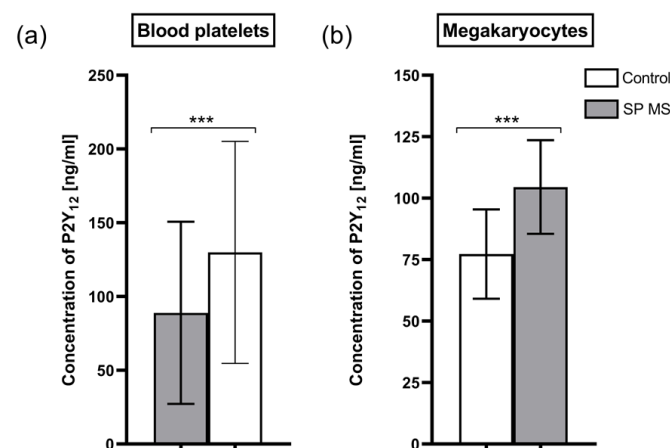 (a)
Blood platelets
Concentration of P2Y₁₂ [ng/ml]
250
200
150
100
50
0
***
(b)
Megakaryocytes
Concentration of P2Y₁₂ [ng/ml]
150
125
100
75
50
25
0
***
Control
SP MS